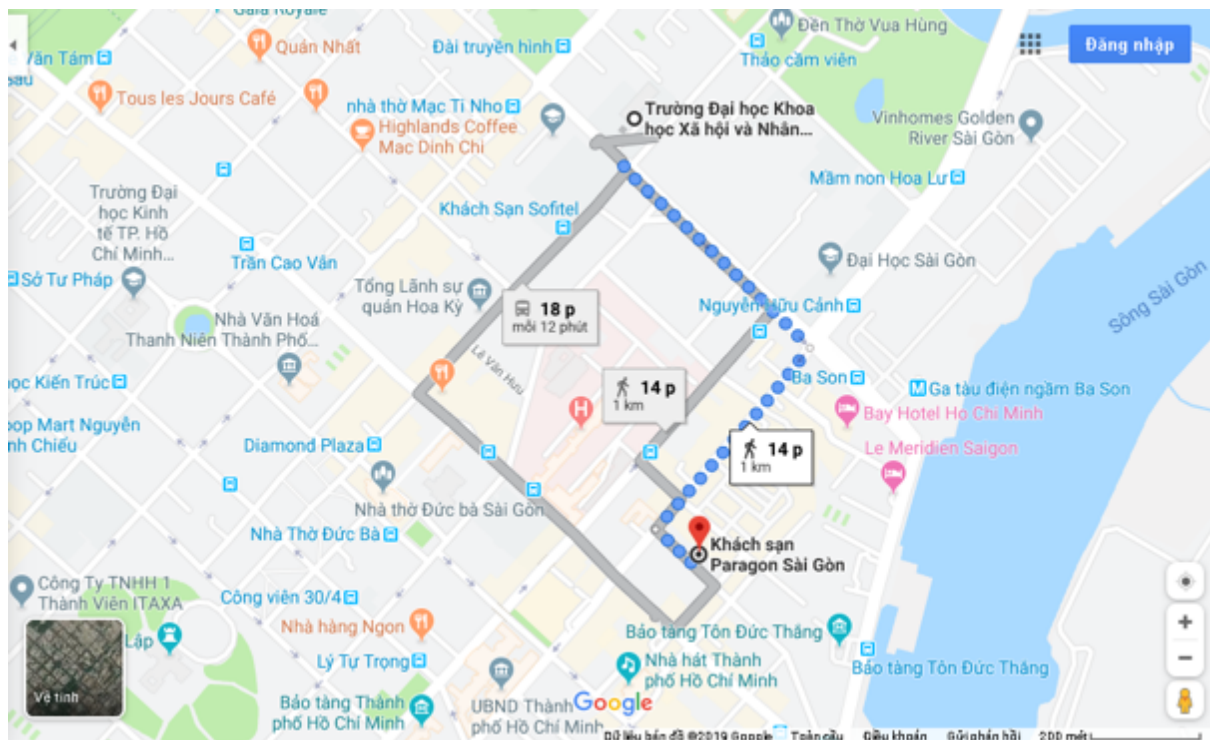 Gala Royale
Quán Nhất
Đài truyền hình
Đền Thờ Vua Hùng
Thảo cầm viên
Đăng nhập
Văn Tám
Sáu
Tous les Jours Café
nhà thờ Mạc Ti Nho
Highlands Coffee
Mac Dinh Chi
Trường Đại học Khoa
học Xã hội và Nhân...
Vinhomes Golden
River Sài Gòn
Mầm non Hoa Lư
Trường Đại
học Kinh
tế TP. Hồ
Chí Minh...
Khách Sạn Sofitel
Trần Cao Vân
Đại Học Sài Gòn
Sở Tư Pháp
Tổng Lãnh sự
quán Hoa Kỳ
18 p
mỗi 12 phút
Nguyễn Hữu Cảnh
Sông Sài Gòn
Nhà Văn Hoá
Thanh Niên Thành Phố...
Lê Văn Hưu
14 p
1 km
Ba Son
Ga tàu điện ngầm Ba Son
ọc Kiến Trúc
Bay Hotel Ho Chi Minh
oop Mart Nguyễn
nh Chiểu
Diamond Plaza
14 p
1 km
Le Meridien Saigon
Nhà thờ Đức bà Sài Gòn
Nhà Thờ Đức Bà
Khách sạn
Paragon Sài Gòn
Công Ty TNHH 1
Thành Viên ITAXA
Công viên 30/4
Nhà hàng Ngon
Lập
Bảo tàng Tôn Đức Thắng
Lý Tự Trọng
Nhà hát Thành
phố Hồ Chí Minh
Bảo tàng Tôn Đức Thắng
Vệ tinh
Bảo tàng Thành
phố Hồ Chí Minh
UBND Thành
phố Hồ Chí Minh
Google
Dữ liệu bản đồ ©2019 Google Toàn cầu Điều khoản Gửi phản hồi 200 mét